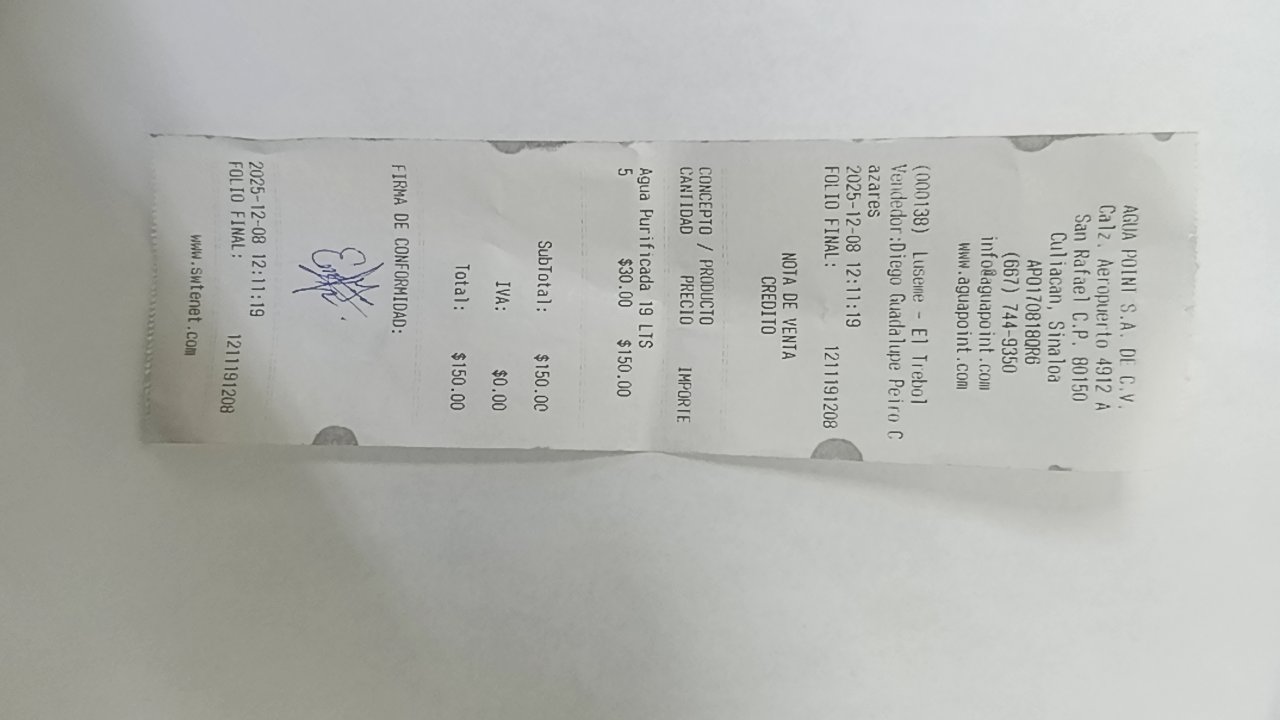 AGUA POINI S.A. DE C.V.
Calz. Aeropuerto 4912 A
San Rafael C.P. 80150
Culiacan, Sinaloa
APO170818QR6
(667) 744-9350
info@aguapoint.com
www.aguapoint.com
(000138) Luseme - El Trebol
Vendedor:Diego Guadalupe Peiro C
azares
2025-12-08 12:11:19
FOLIO FINAL: 1211191208
NOTA DE VENTA
CREDITO
CONCEPTO / PRODUCTO
CANTIDAD PRECIO IMPORTE
Agua Purificada 19 LTS
5 $30.00 $150.00
SubTotal: $150.00
IVA: $0.00
Total: $150.00
FIRMA DE CONFORMIDAD:
2025-12-08 12:11:19
FOLIO FINAL: 1211191208
www.swtenet.com